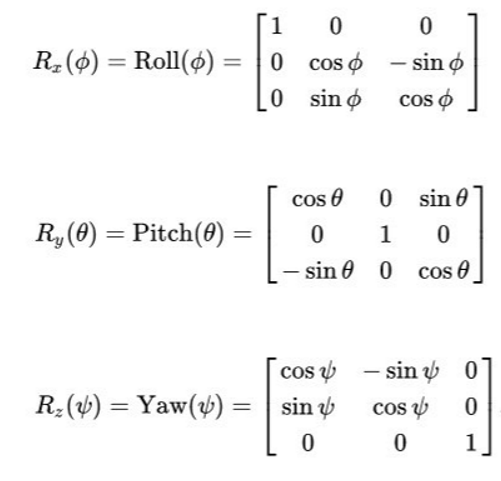 R_x(ϕ) = Roll(ϕ) = [1 0 0
0 cos ϕ − sin ϕ
0 sin ϕ cos ϕ]
R_y(θ) = Pitch(θ) = [cos θ 0 sin θ
0 1 0
− sin θ 0 cos θ]
R_z(ψ) = Yaw(ψ) = [cos ψ − sin ψ 0
sin ψ cos ψ 0
0 0 1]